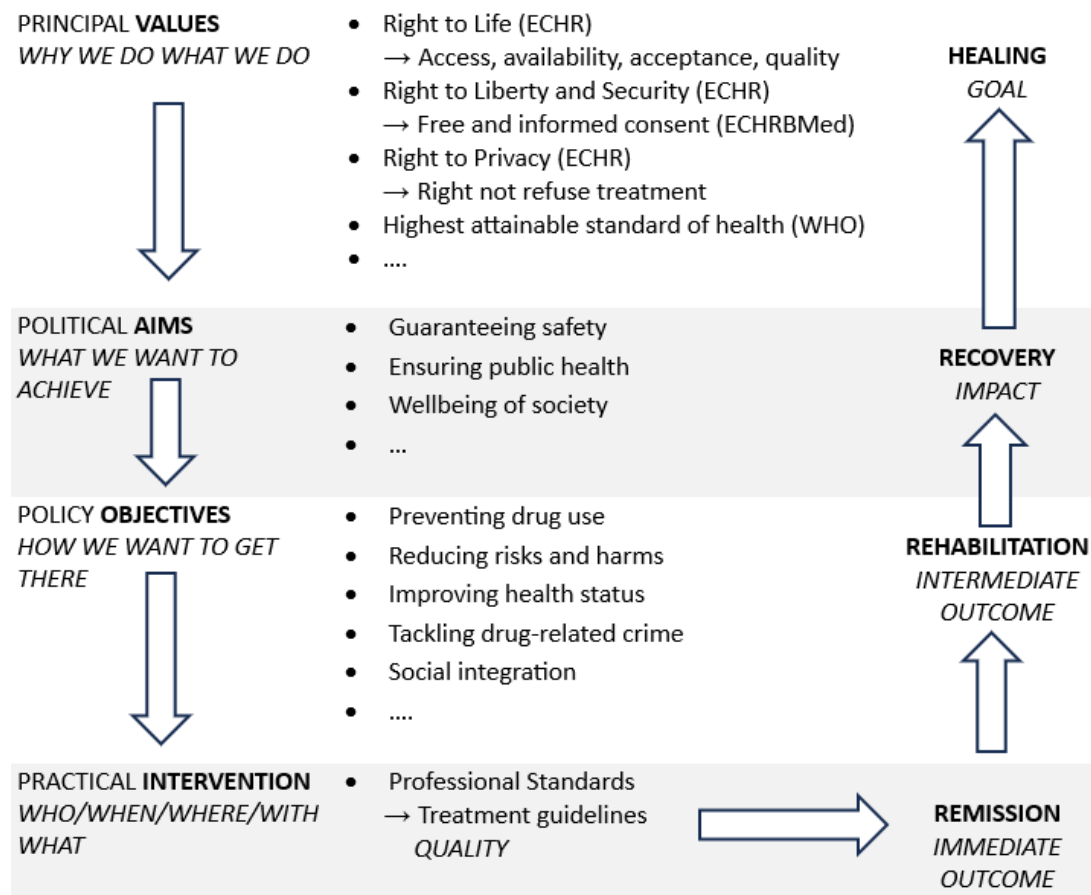 PRINCIPAL VALUES
WHY WE DO WHAT WE DO
• Right to Life (ECHR)
→ Access, availability, acceptance, quality
• Right to Liberty and Security (ECHR)
→ Free and informed consent (ECHRBMed)
• Right to Privacy (ECHR)
→ Right not refuse treatment
• Highest attainable standard of health (WHO)
• ....
HEALING
GOAL
POLITICAL AIMS
WHAT WE WANT TO
ACHIEVE
• Guaranteeing safety
• Ensuring public health
• Wellbeing of society
• ...
RECOVERY
IMPACT
POLICY OBJECTIVES
HOW WE WANT TO GET
THERE
• Preventing drug use
• Reducing risks and harms
• Improving health status
• Tackling drug-related crime
• Social integration
• ....
REHABILITATION
INTERMEDIATE
OUTCOME
PRACTICAL INTERVENTION
WHO/WHEN/WHERE/WITH
WHAT
• Professional Standards
→ Treatment guidelines
QUALITY
REMISSION
IMMEDIATE
OUTCOME